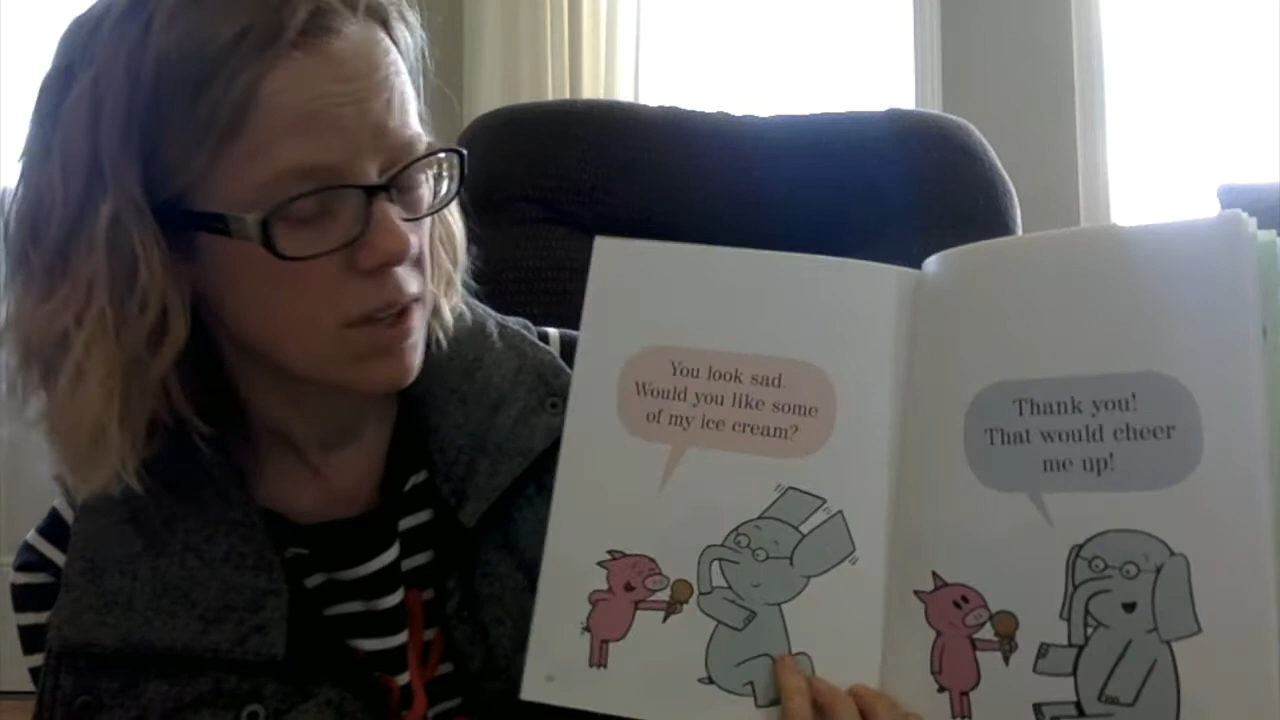 You look sad.
Would you like some
of my ice cream?
Thank you!
That would cheer
me up!